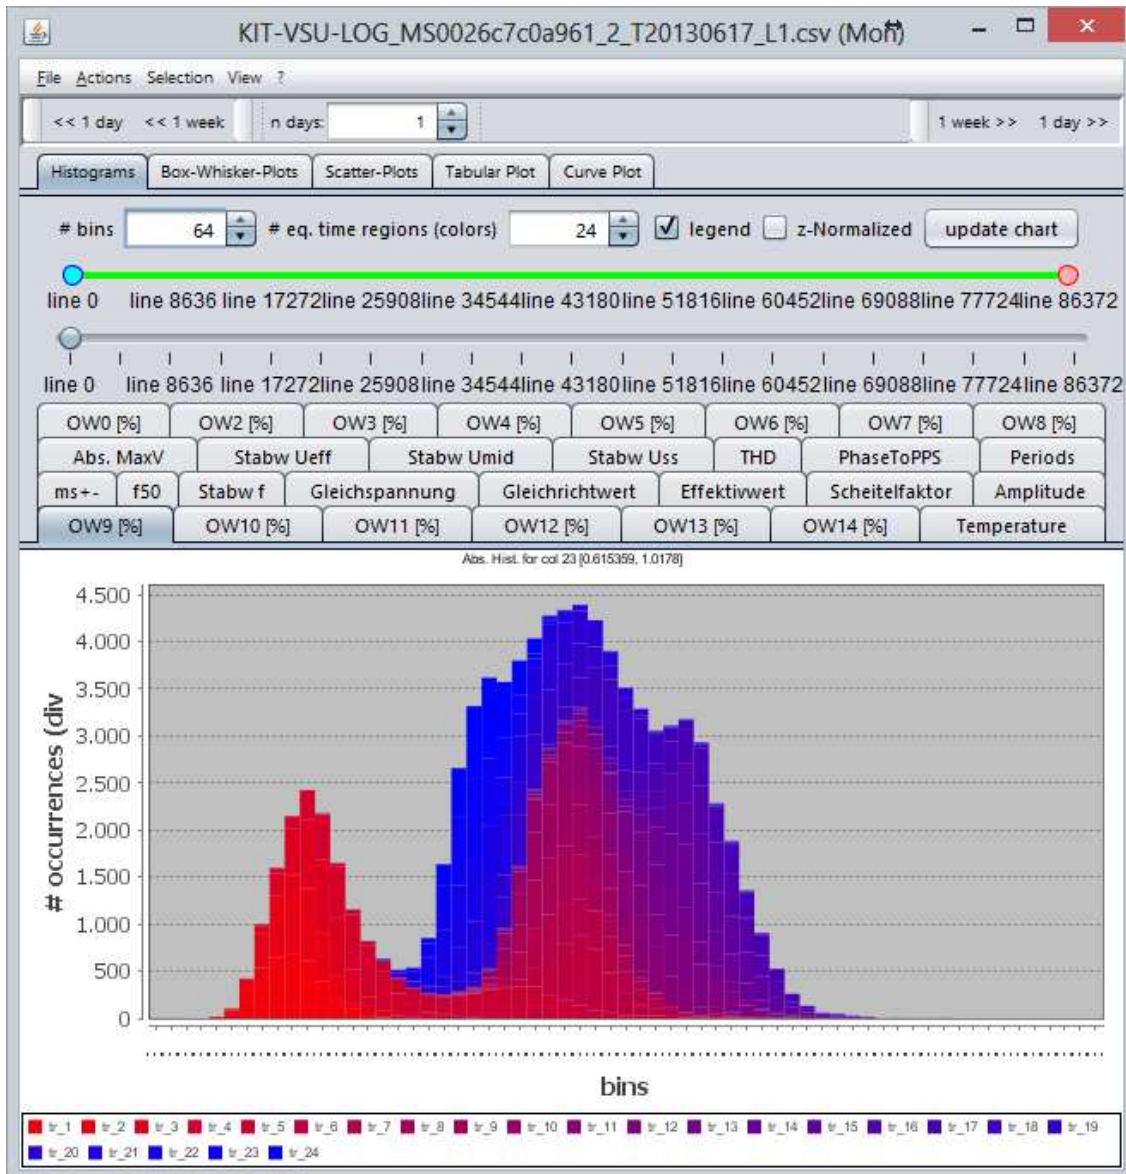 KIT-VSU-LOG_MS0026c7c0a961_2_T20130617_L1.csv (Mon)
File Actions Selection View ?
<< 1 day << 1 week n days: 1 1 week >> 1 day >>
Histograms Box-Whisker-Plots Scatter-Plots Tabular Plot Curve Plot
# bins 64 # eq. time regions (colors) 24 legend z-Normalized update chart
line 0 line 8636 line 17272 line 25908 line 34544 line 43180 line 51816 line 60452 line 69088 line 77724 line 86372
line 0 line 8636 line 17272 line 25908 line 34544 line 43180 line 51816 line 60452 line 69088 line 77724 line 86372
OW0 [%] OW2 [%] OW3 [%] OW4 [%] OW5 [%] OW6 [%] OW7 [%] OW8 [%]
Abs. MaxV Stabw Ueff Stabw Umid Stabw Uss THD PhaseToPPS Periods
ms+- f50 Stabw f Gleichspannung Gleichrichtwert Effektivwert Scheitelfaktor Amplitude
OW9 [%] OW10 [%] OW11 [%] OW12 [%] OW13 [%] OW14 [%] Temperature
Abs. Hist. for col 23 [0.615359, 1.0178]
# occurrences (div
4.500
4.000
3.500
3.000
2.500
2.000
1.500
1.000
500
0
bins
tr_1 tr_2 tr_3 tr_4 tr_5 tr_6 tr_7 tr_8 tr_9 tr_10 tr_11 tr_12 tr_13 tr_14 tr_15 tr_16 tr_17 tr_18 tr_19
tr_20 tr_21 tr_22 tr_23 tr_24